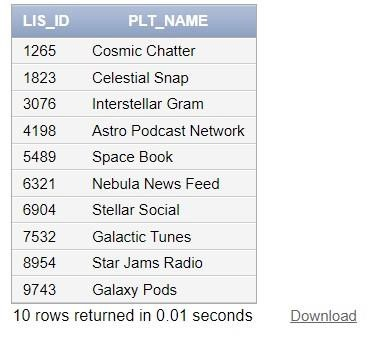 LIS_ID PLT_NAME
1265 Cosmic Chatter
1823 Celestial Snap
3076 Interstellar Gram
4198 Astro Podcast Network
5489 Space Book
6321 Nebula News Feed
6904 Stellar Social
7532 Galactic Tunes
8954 Star Jams Radio
9743 Galaxy Pods
10 rows returned in 0.01 seconds Download